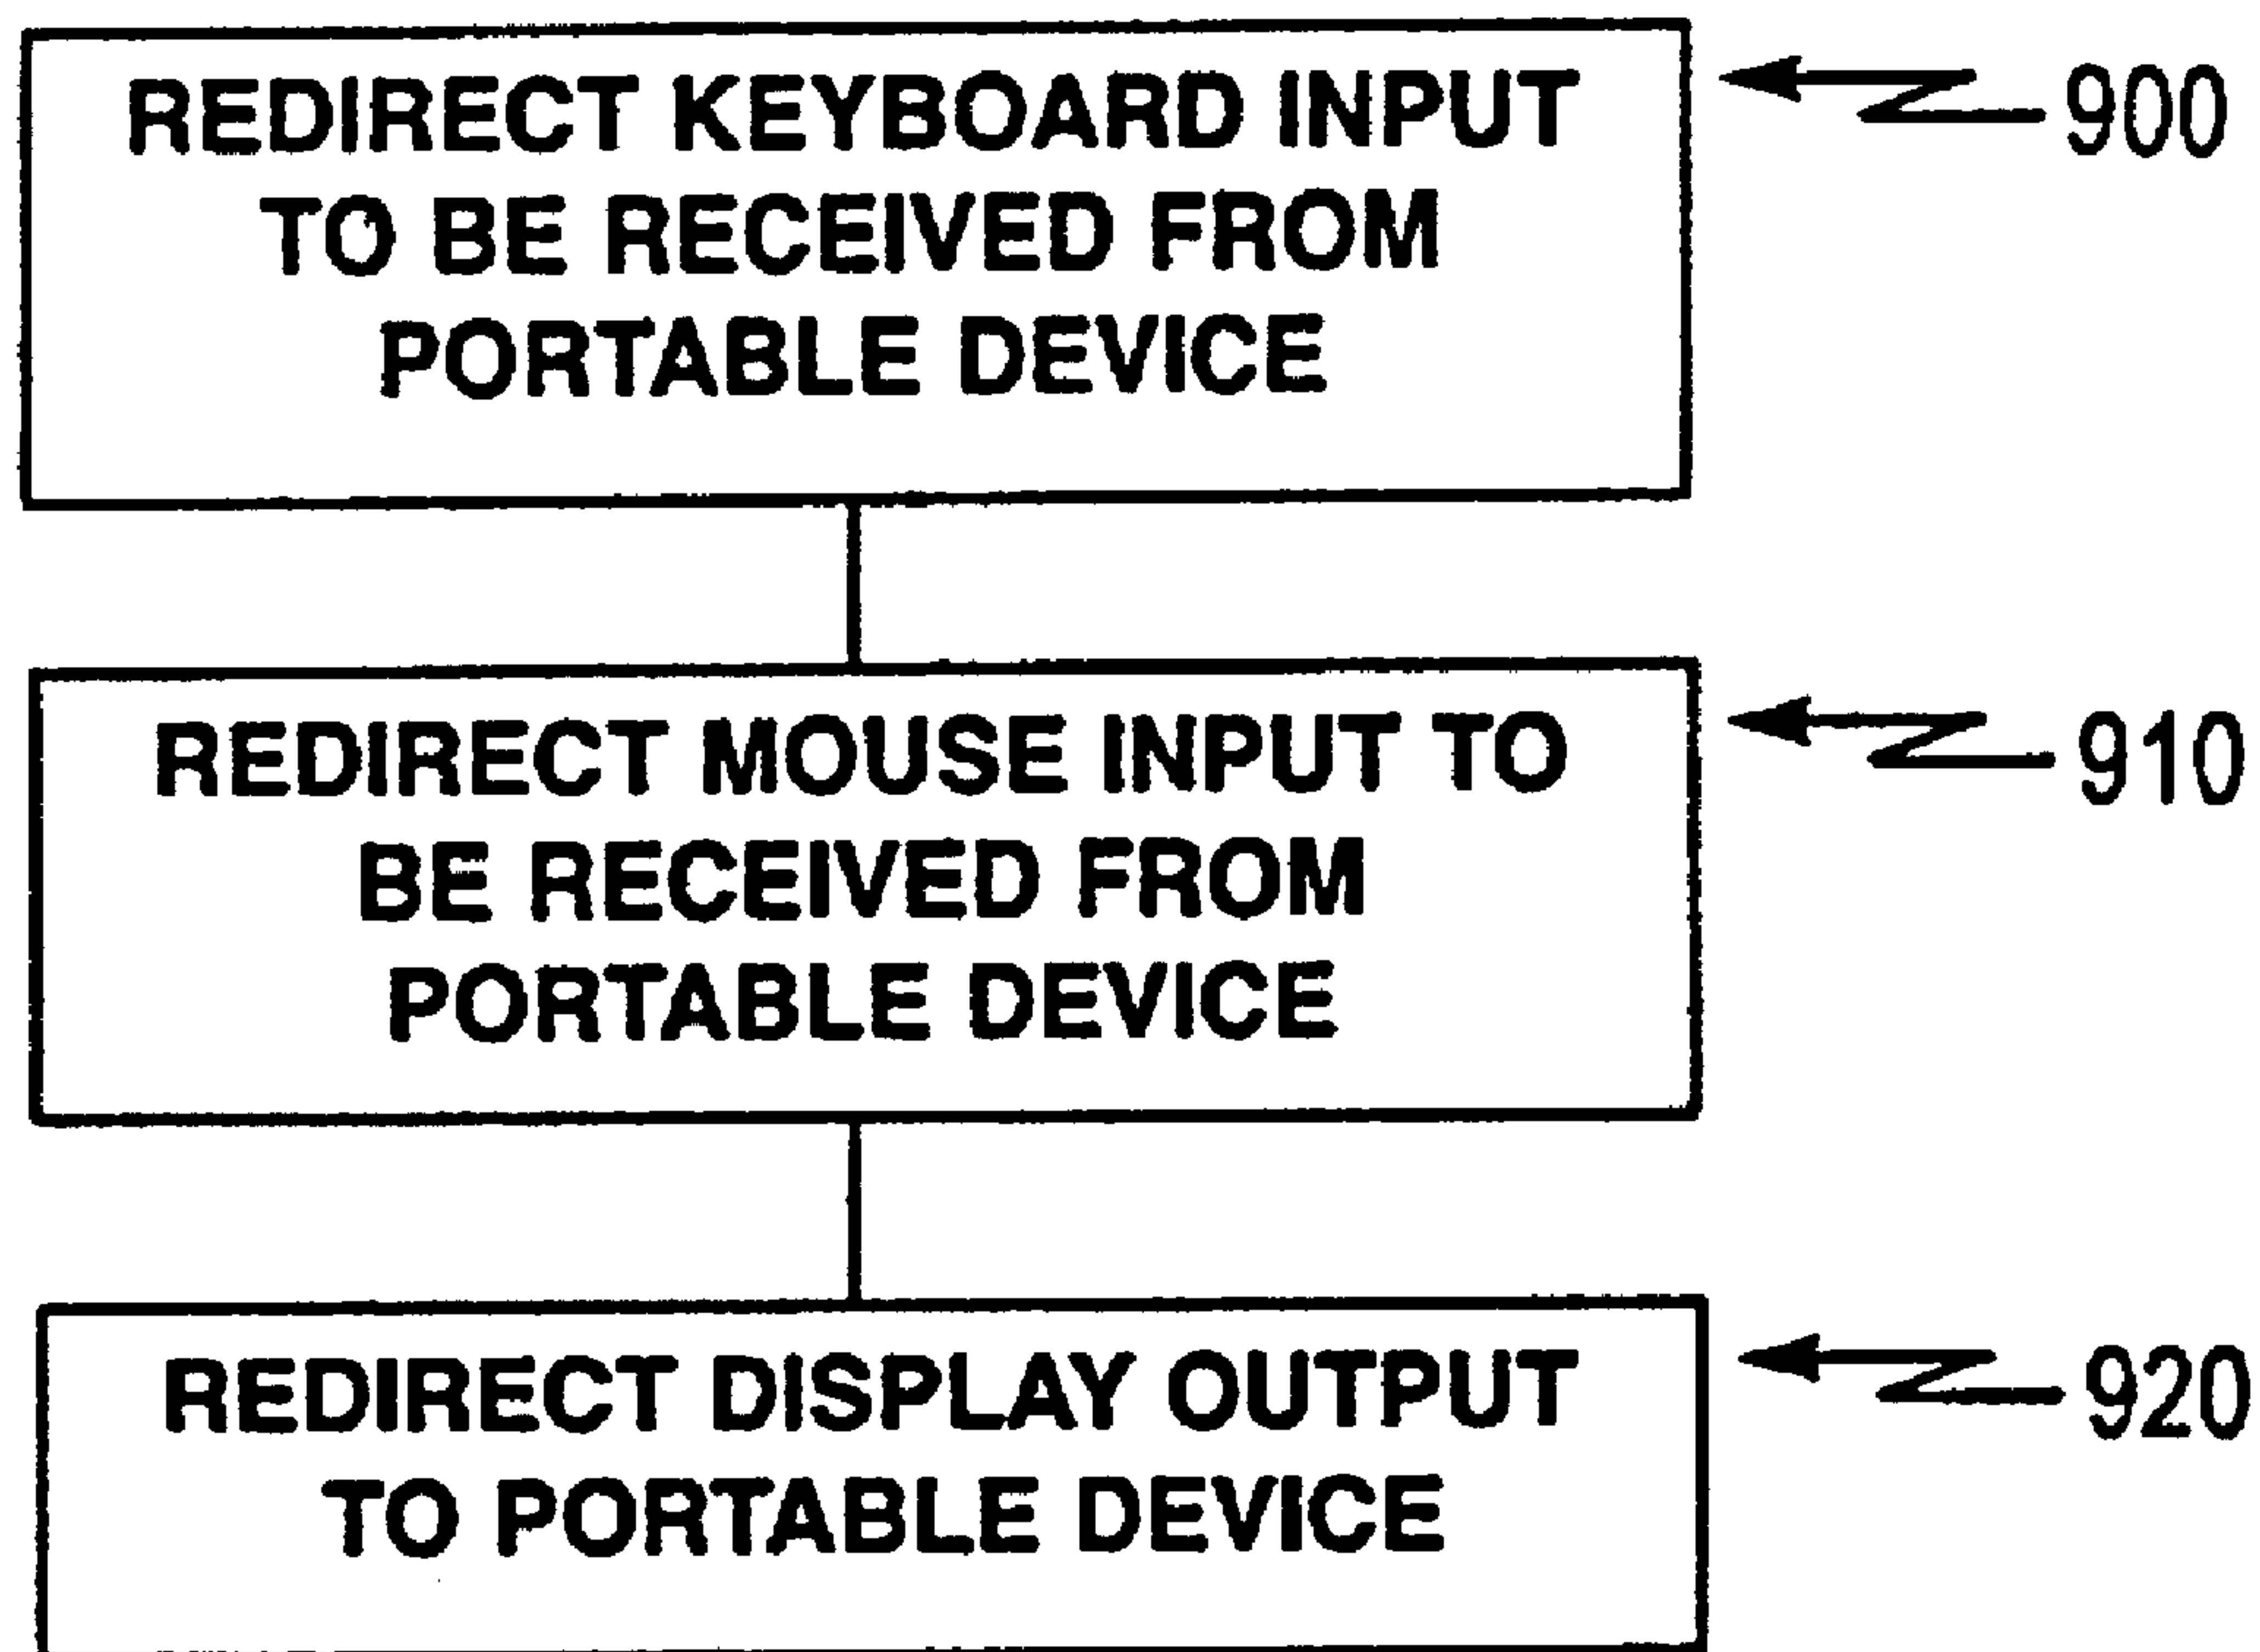 REDIRECT KEYBOARD INPUT
TO BE RECEIVED FROM
PORTABLE DEVICE
900
REDIRECT MOUSE INPUT TO
BE RECEIVED FROM
PORTABLE DEVICE
910
REDIRECT DISPLAY OUTPUT
TO PORTABLE DEVICE
920